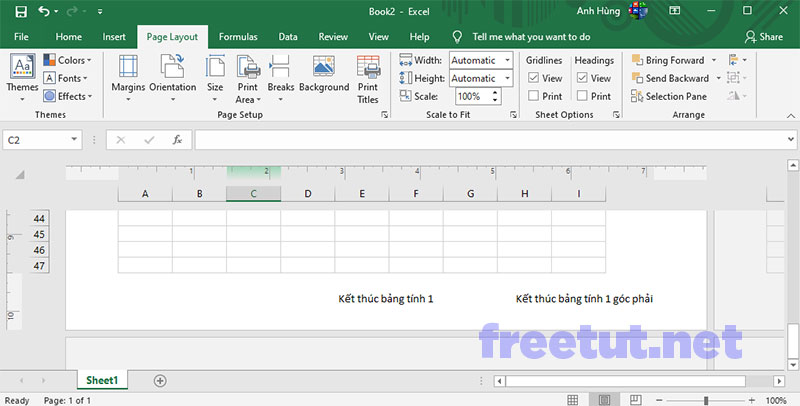 Book2 - Excel
Anh Hùng
File Home Insert Page Layout Formulas Data Review View Help Tell me what you want to do Share
Themes
Colors
Fonts
Effects
Themes
Margins
Orientation
Size
Print Area
Breaks
Background
Print Titles
Page Setup
Width: Automatic
Height: Automatic
Scale: 100%
Scale to Fit
Gridlines Headings
View View
Print Print
Sheet Options
Bring Forward
Send Backward
Selection Pane
Arrange
C2
fx
1 2 3 4 5 6 7
A B C D E F G H I
44
45
46
47
9
10
Kết thúc bảng tính 1 Kết thúc bảng tính 1 góc phải
freetut.net
Sheet1
Ready Page: 1 of 1 100%